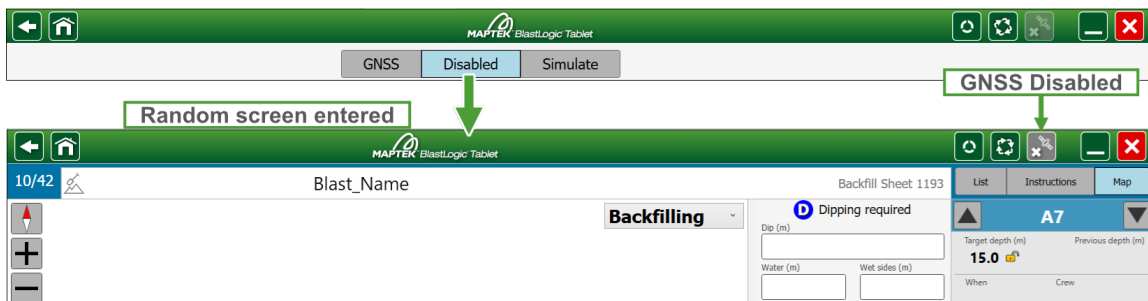 MAPTEK BlastLogic Tablet
GNSS Disabled Simulate
GNSS Disabled
Random screen entered
MAPTEK BlastLogic Tablet
10/42 Blast_Name Backfill Sheet 1193 List Instructions Map
Backfilling D Dipping required A7
Dip (m) Target depth (m) Previous depth (m)
15.0
Water (m) Wet sides (m) When Crew